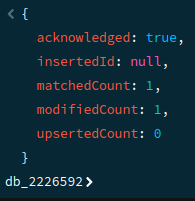 < {
acknowledged: true,
insertedId: null,
matchedCount: 1,
modifiedCount: 1,
upsertedCount: 0
}
db_2226592>